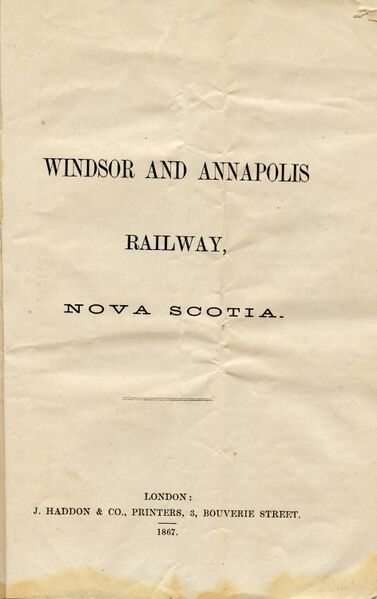 WINDSOR AND ANNAPOLIS
RAILWAY,
NOVA SCOTIA.
LONDON:
J. HADDON & CO., PRINTERS, 3, BOUVERIE STREET.
1867.